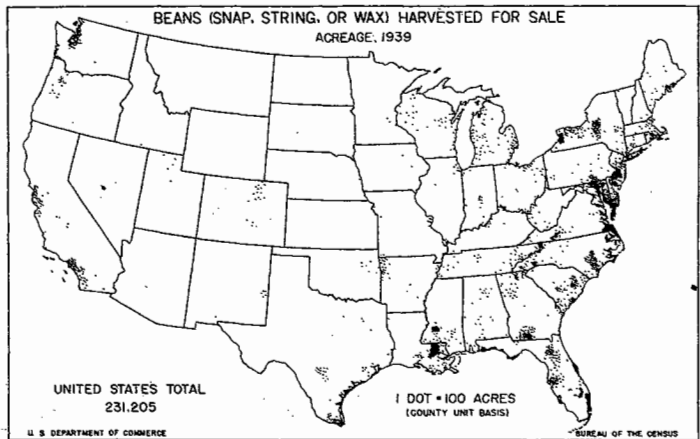 BEANS (SNAP, STRING, OR WAX) HARVESTED FOR SALE
ACREAGE, 1939
UNITED STATES TOTAL
231,205
1 DOT = 100 ACRES
(COUNTY UNIT BASIS)
U S DEPARTMENT OF COMMERCE
BUREAU OF THE CENSUS